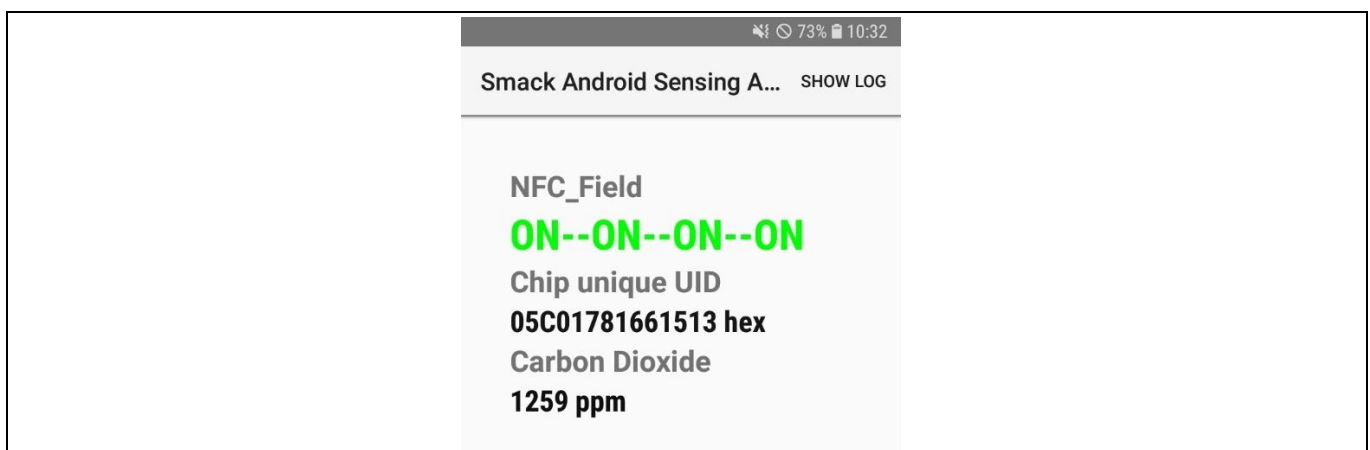 73% 10:32
Smack Android Sensing A... SHOW LOG
NFC_Field
ON--ON--ON--ON
Chip unique UID
05C01781661513 hex
Carbon Dioxide
1259 ppm